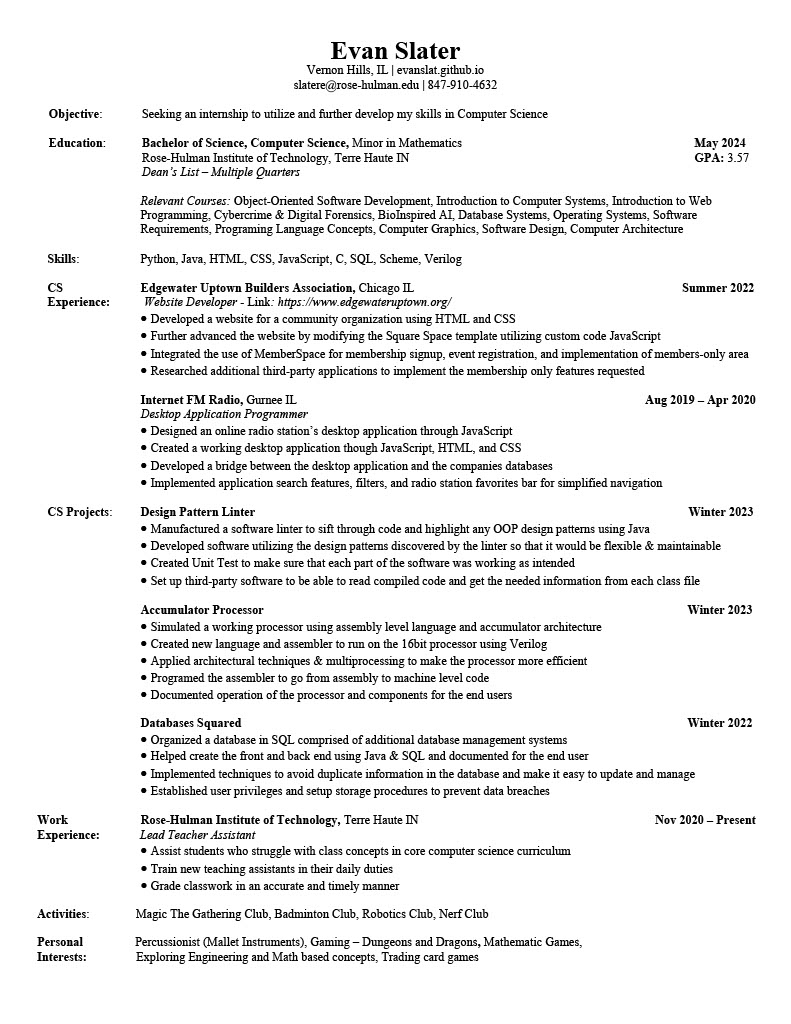 Evan Slater
Vernon Hills, IL | evanslat.github.io
slatere@rose-hulman.edu | 847-910-4632
Objective: Seeking an internship to utilize and further develop my skills in Computer Science
Education: Bachelor of Science, Computer Science, Minor in Mathematics May 2024
Rose-Hulman Institute of Technology, Terre Haute IN GPA: 3.57
Dean's List – Multiple Quarters
Relevant Courses: Object-Oriented Software Development, Introduction to Computer Systems, Introduction to Web
Programming, Cybercrime & Digital Forensics, BioInspired AI, Database Systems, Operating Systems, Software
Requirements, Programing Language Concepts, Computer Graphics, Software Design, Computer Architecture
Skills: Python, Java, HTML, CSS, JavaScript, C, SQL, Scheme, Verilog
CS Edgewater Uptown Builders Association, Chicago IL Summer 2022
Experience: Website Developer - Link: https://www.edgewateruptown.org/
• Developed a website for a community organization using HTML and CSS
• Further advanced the website by modifying the Square Space template utilizing custom code JavaScript
• Integrated the use of MemberSpace for membership signup, event registration, and implementation of members-only area
• Researched additional third-party applications to implement the membership only features requested
Internet FM Radio, Gurnee IL Aug 2019 – Apr 2020
Desktop Application Programmer
• Designed an online radio station's desktop application through JavaScript
• Created a working desktop application though JavaScript, HTML, and CSS
• Developed a bridge between the desktop application and the companies databases
• Implemented application search features, filters, and radio station favorites bar for simplified navigation
CS Projects: Design Pattern Linter Winter 2023
• Manufactured a software linter to sift through code and highlight any OOP design patterns using Java
• Developed software utilizing the design patterns discovered by the linter so that it would be flexible & maintainable
• Created Unit Test to make sure that each part of the software was working as intended
• Set up third-party software to be able to read compiled code and get the needed information from each class file
Accumulator Processor Winter 2023
• Simulated a working processor using assembly level language and accumulator architecture
• Created new language and assembler to run on the 16bit processor using Verilog
• Applied architectural techniques & multiprocessing to make the processor more efficient
• Programed the assembler to go from assembly to machine level code
• Documented operation of the processor and components for the end users
Databases Squared Winter 2022
• Organized a database in SQL comprised of additional database management systems
• Helped create the front and back end using Java & SQL and documented for the end user
• Implemented techniques to avoid duplicate information in the database and make it easy to update and manage
• Established user privileges and setup storage procedures to prevent data breaches
Work Rose-Hulman Institute of Technology, Terre Haute IN Nov 2020 – Present
Experience: Lead Teacher Assistant
• Assist students who struggle with class concepts in core computer science curriculum
• Train new teaching assistants in their daily duties
• Grade classwork in an accurate and timely manner
Activities: Magic The Gathering Club, Badminton Club, Robotics Club, Nerf Club
Personal Percussionist (Mallet Instruments), Gaming – Dungeons and Dragons, Mathematic Games,
Interests: Exploring Engineering and Math based concepts, Trading card games